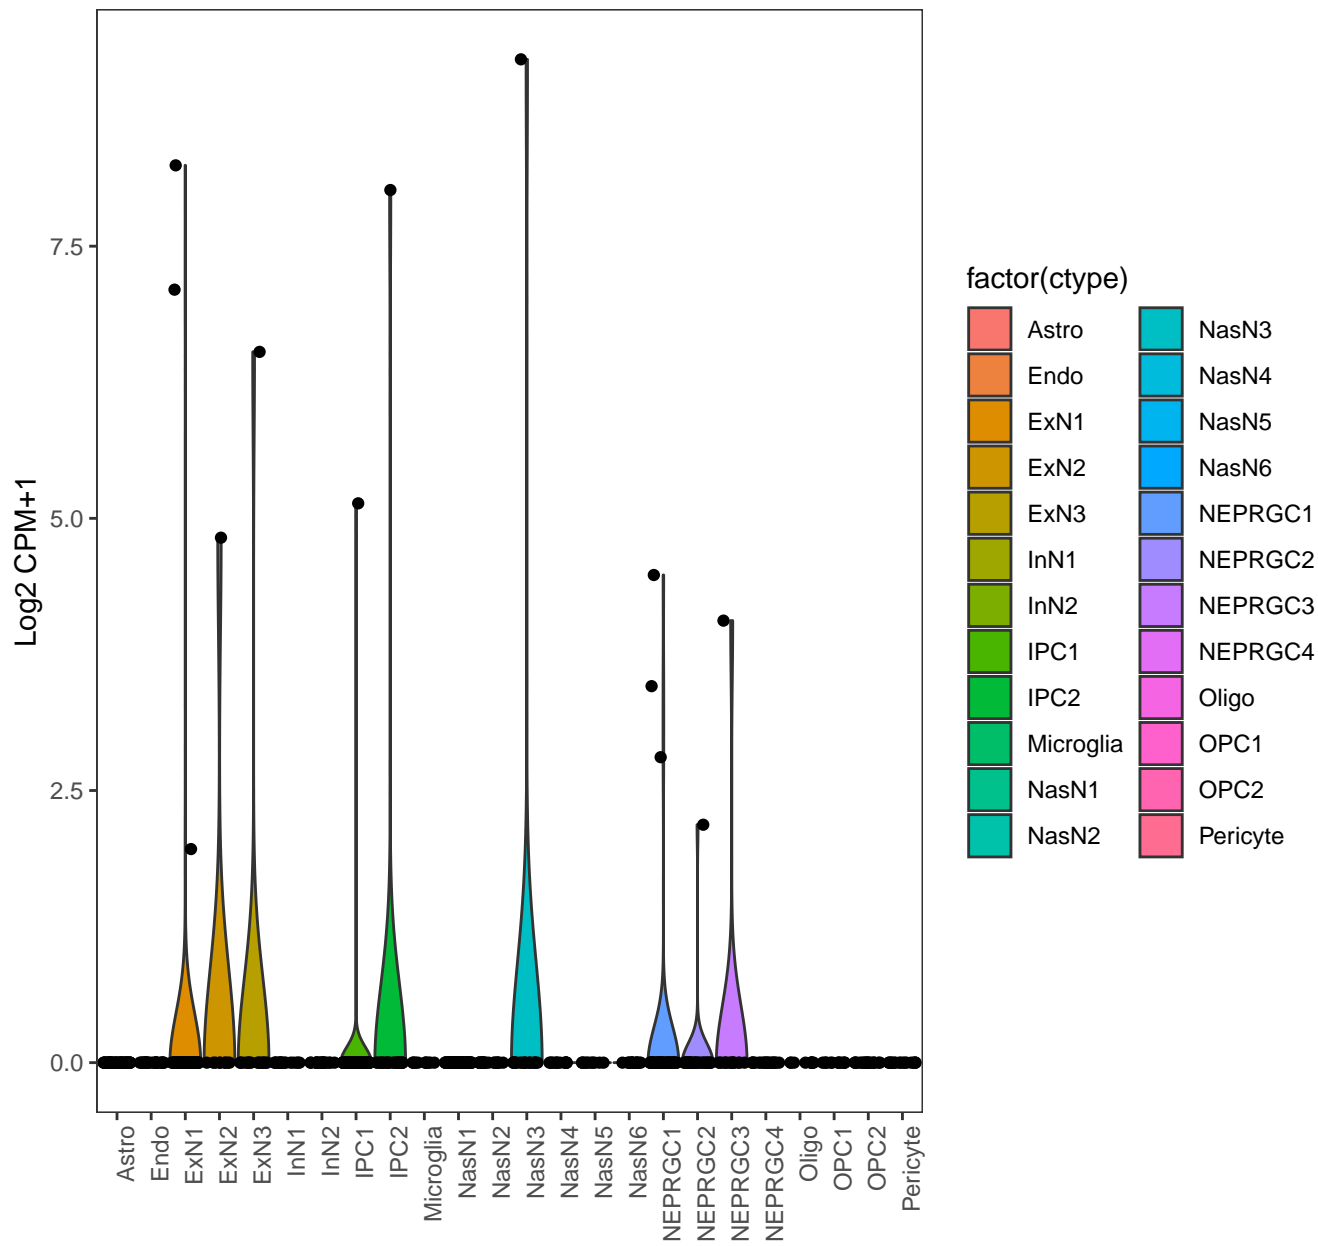 Log2 CPM+1
7.5
5.0
2.5
0.0
Astro
Endo
ExN1
ExN2
ExN3
InN1
InN2
IPC1
IPC2
Microglia
NasN1
NasN2
NasN3
NasN4
NasN5
NasN6
NEPRGC1
NEPRGC2
NEPRGC3
NEPRGC4
Oligo
OPC1
OPC2
Pericyte
factor(ctype)
Astro
Endo
ExN1
ExN2
ExN3
InN1
InN2
IPC1
IPC2
Microglia
NasN1
NasN2
NasN3
NasN4
NasN5
NasN6
NEPRGC1
NEPRGC2
NEPRGC3
NEPRGC4
Oligo
OPC1
OPC2
Pericyte